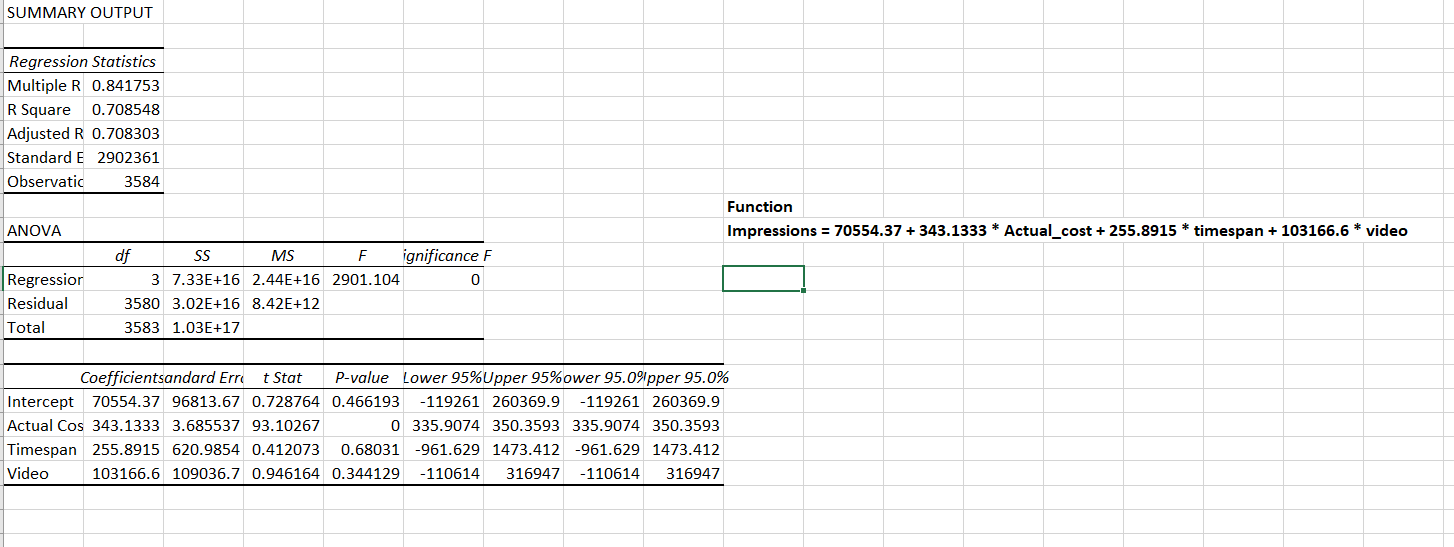 SUMMARY OUTPUT
Regression Statistics
Multiple R 0.841753
R Square 0.708548
Adjusted R 0.708303
Standard E 2902361
Observatic 3584
Function
ANOVA Impressions = 70554.37 + 343.1333 * Actual_cost + 255.8915 * timespan + 103166.6 * video
df SS MS F ignificance F
Regression 3 7.33E+16 2.44E+16 2901.104 0
Residual 3580 3.02E+16 8.42E+12
Total 3583 1.03E+17
Coefficients andard Erro t Stat P-value Lower 95% Upper 95% ower 95.0% pper 95.0%
Intercept 70554.37 96813.67 0.728764 0.466193 -119261 260369.9 -119261 260369.9
Actual Cos 343.1333 3.685537 93.10267 0 335.9074 350.3593 335.9074 350.3593
Timespan 255.8915 620.9854 0.412073 0.68031 -961.629 1473.412 -961.629 1473.412
Video 103166.6 109036.7 0.946164 0.344129 -110614 316947 -110614 316947